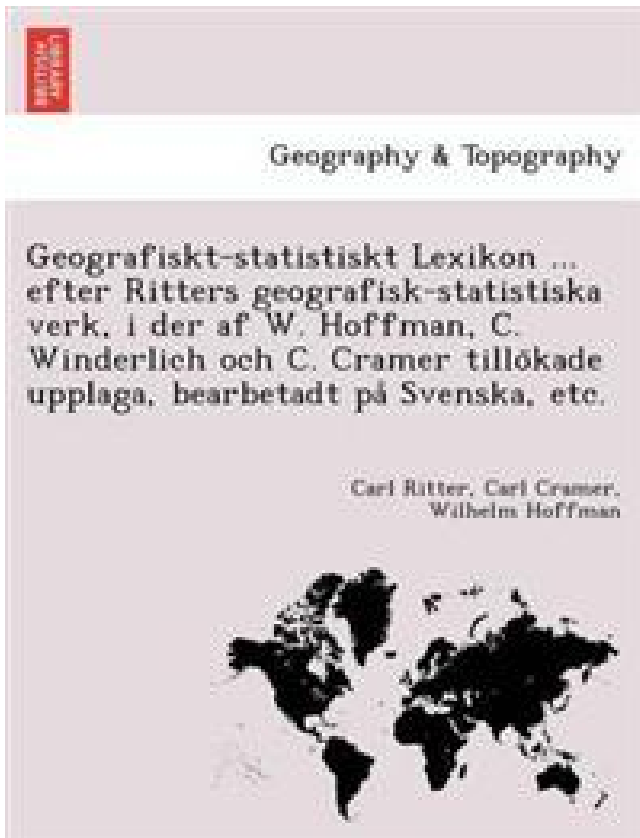 Geography & Topography
Geografiskt-statistiskt Lexikon ...
efter Ritters geografisk-statistiska
verk, i der af W. Hoffman, C.
Winderlich och C. Cramer tillökade
upplaga, bearbetadt på Svenska, etc.
Carl Ritter, Carl Cramer,
Wilhelm Hoffman